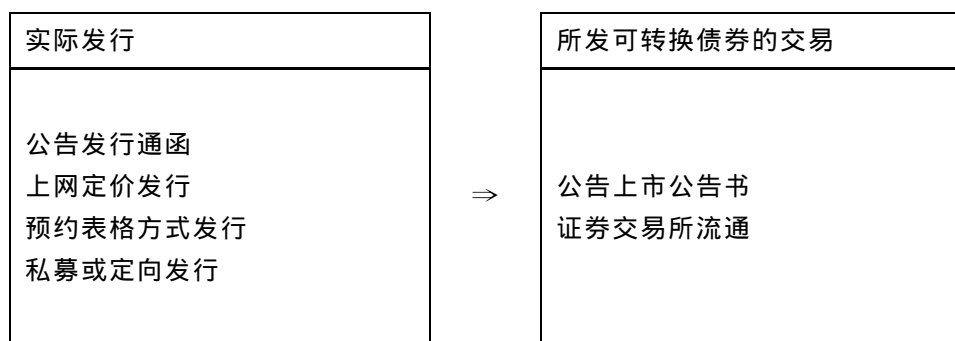 实际发行
公告发行通函
上网定价发行
预约表格方式发行
私募或定向发行
⇒
所发可转换债券的交易
公告上市公告书
证券交易所流通